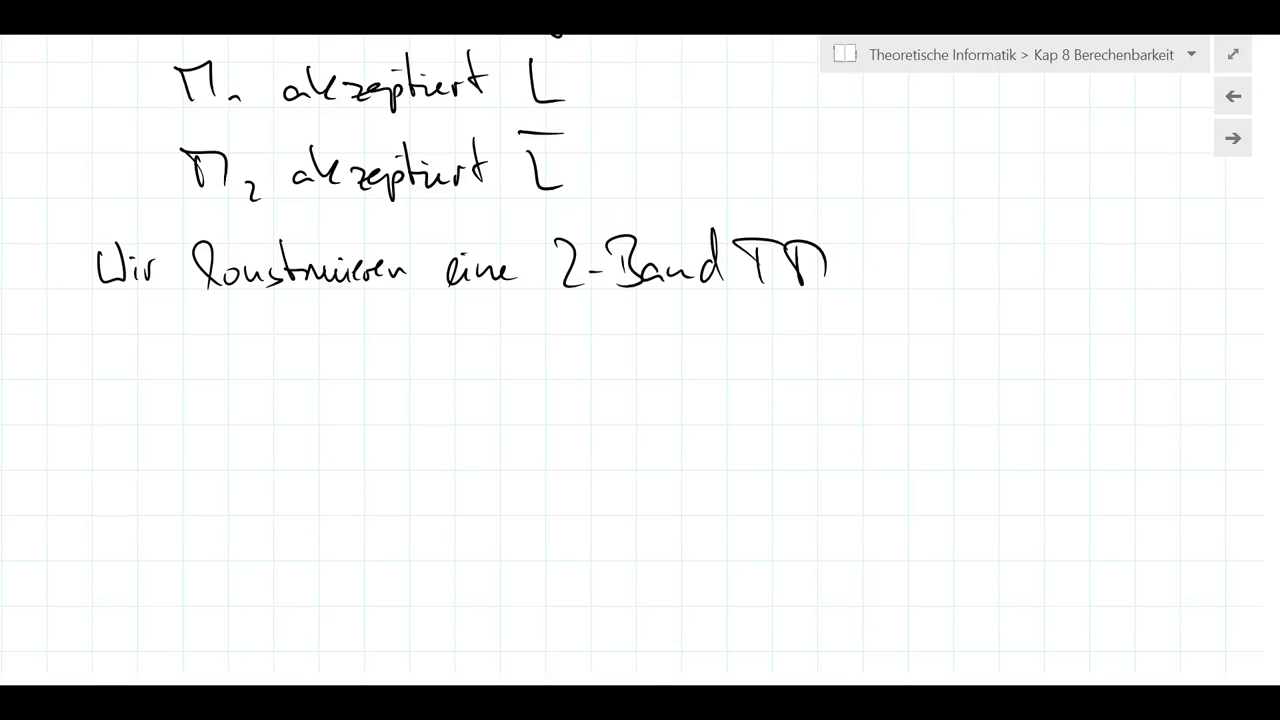 Theoretische Informatik > Kap 8 Berechenbarkeit
M₁ akzeptiert L
M₂ akzeptiert L̅
Wir konstruieren eine 2-Band TM